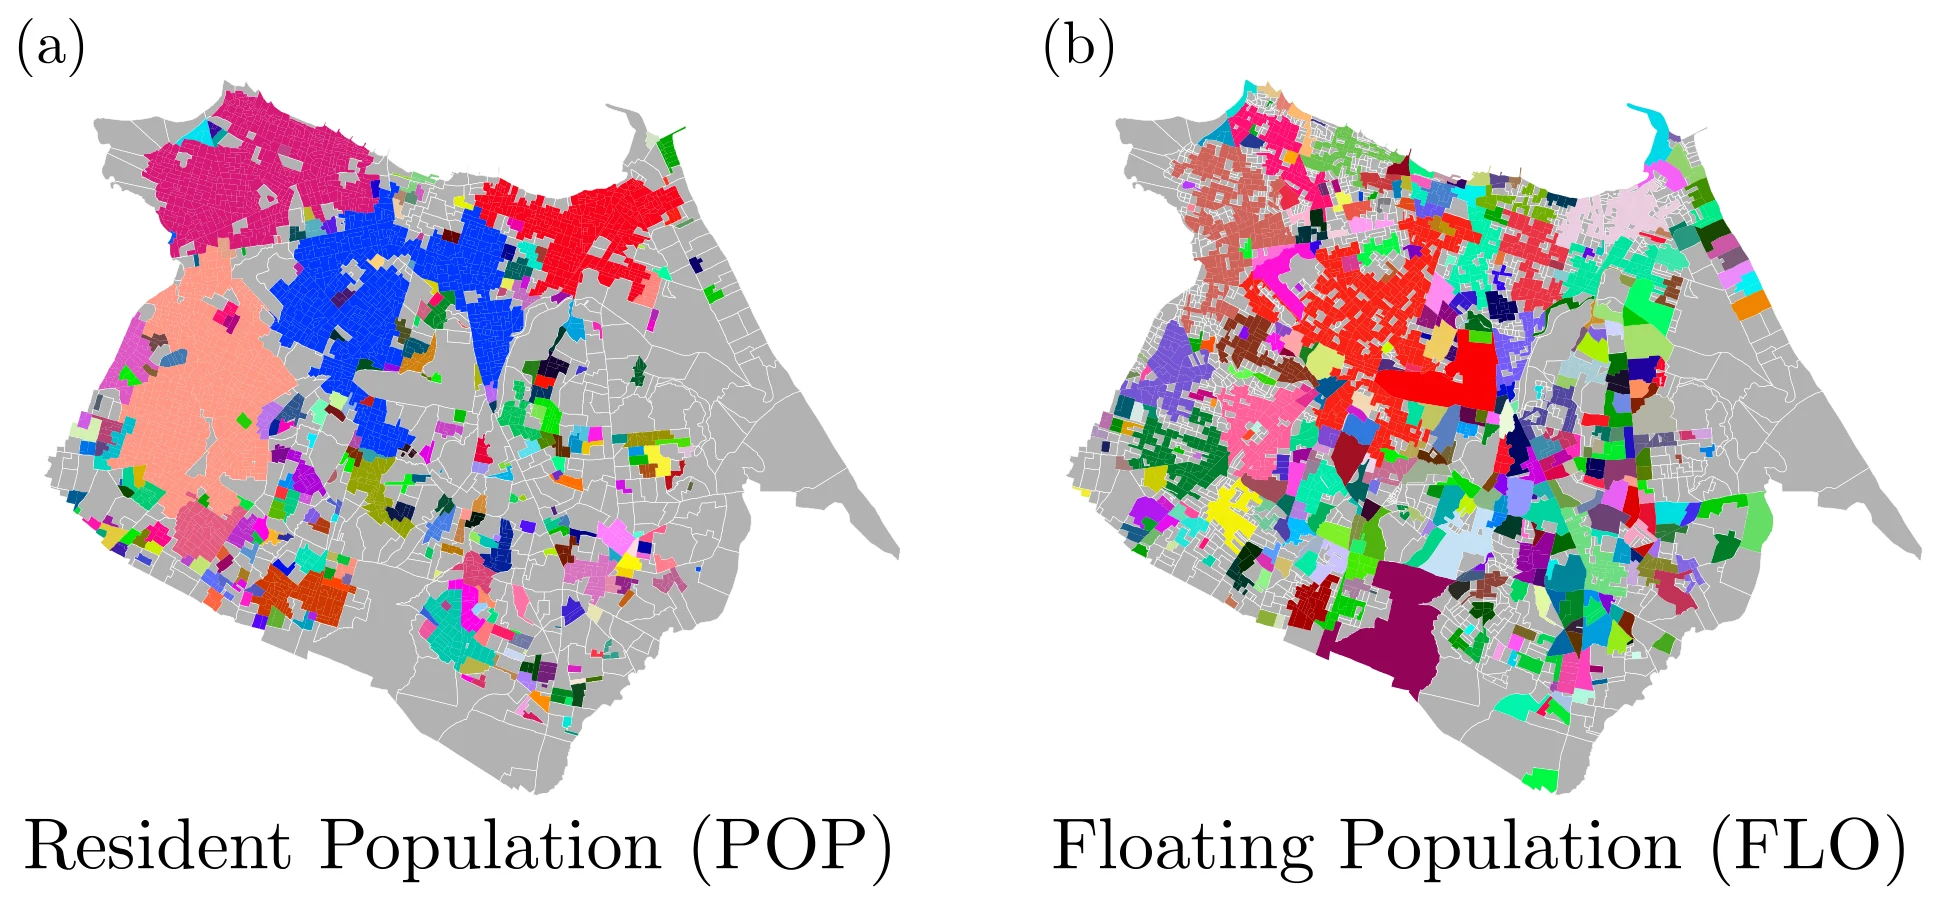 (a)
(b)
Resident Population (POP)
Floating Population (FLO)